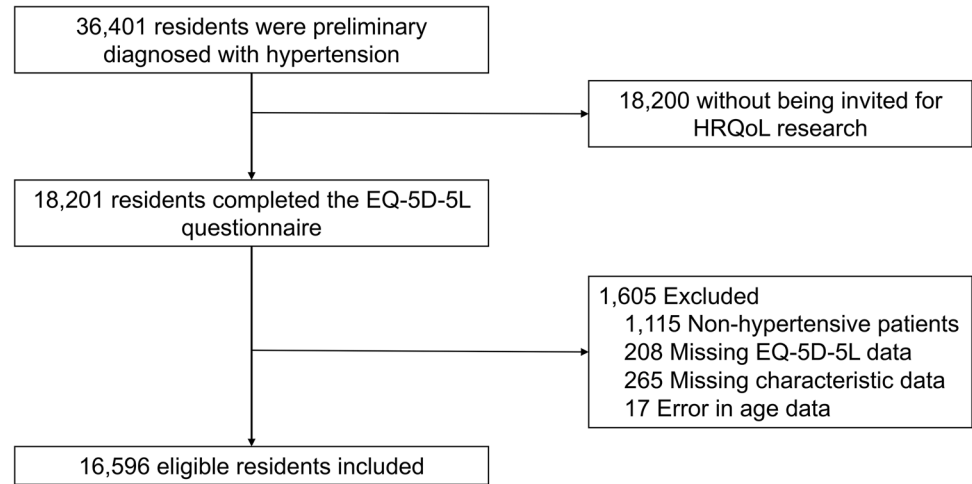 36,401 residents were preliminary
diagnosed with hypertension
18,200 without being invited for
HRQoL research
18,201 residents completed the EQ-5D-5L
questionnaire
1,605 Excluded
1,115 Non-hypertensive patients
208 Missing EQ-5D-5L data
265 Missing characteristic data
17 Error in age data
16,596 eligible residents included